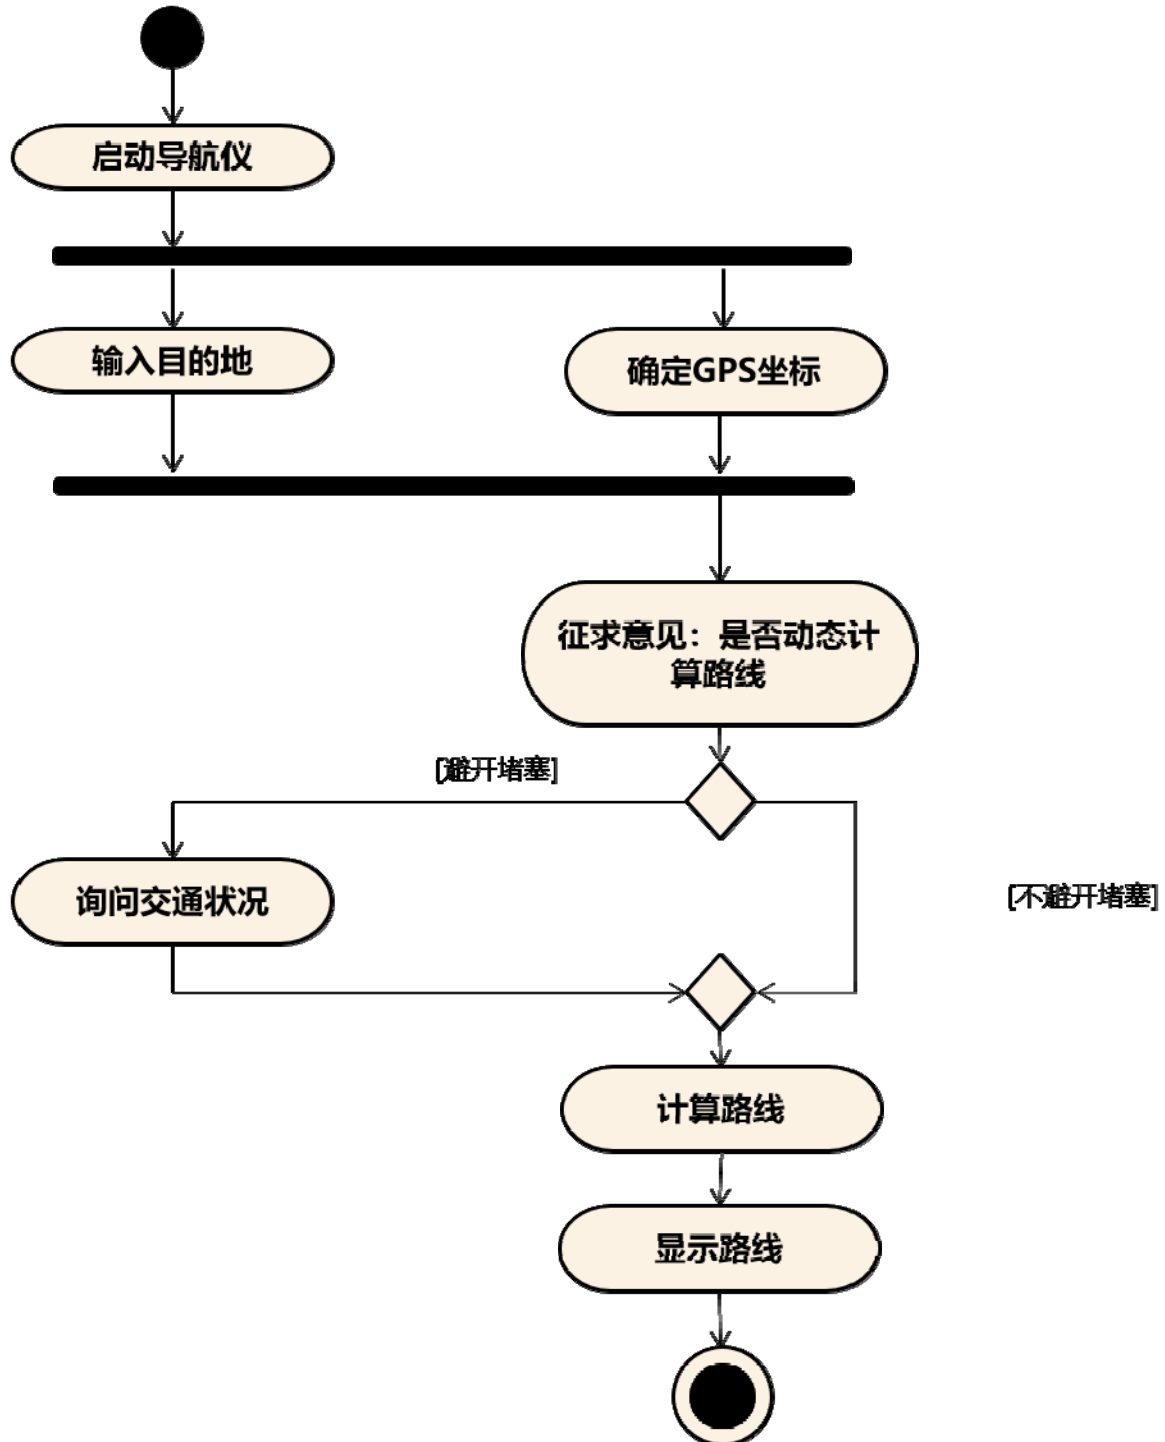 启动导航仪
输入目的地
确定GPS坐标
征求意见：是否动态计
算路线
[避开堵塞]
询问交通状况
[不避开堵塞]
计算路线
显示路线